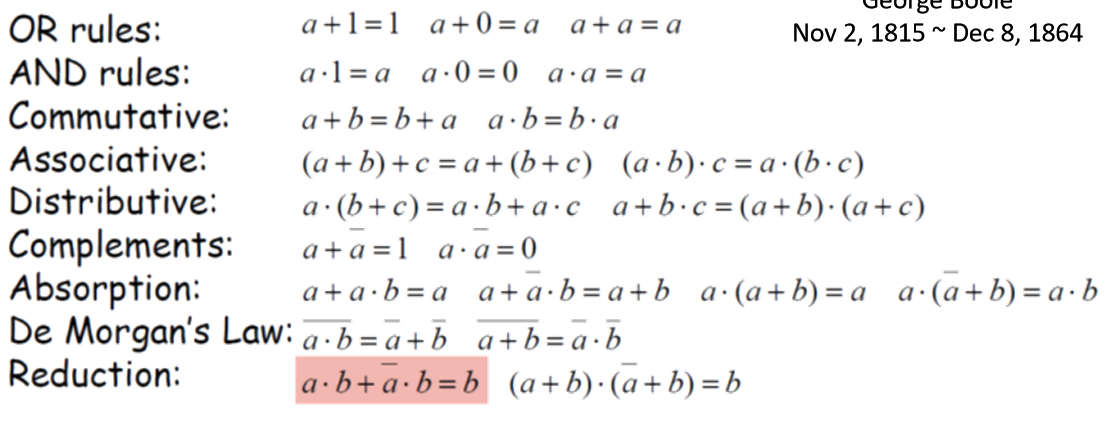 George Boole
Nov 2, 1815 ~ Dec 8, 1864
OR rules: a + 1 = 1 a + 0 = a a + a = a
AND rules: a · 1 = a a · 0 = 0 a · a = a
Commutative: a + b = b + a a · b = b · a
Associative: (a + b) + c = a + (b + c) (a · b) · c = a · (b · c)
Distributive: a · (b + c) = a · b + a · c a + b · c = (a + b) · (a + c)
Complements: a + a̅ = 1 a · a̅ = 0
Absorption: a + a · b = a a + a̅ · b = a + b a · (a + b) = a a · (a̅ + b) = a · b
De Morgan's Law: a̅ ̅·̅ ̅b̅ = a̅ + b̅ a̅ ̅+̅ ̅b̅ = a̅ · b̅
Reduction: a · b + a̅ · b = b (a + b) · (a̅ + b) = b